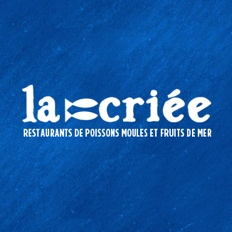 la criée
RESTAURANTS DE POISSONS MOULES ET FRUITS DE MER